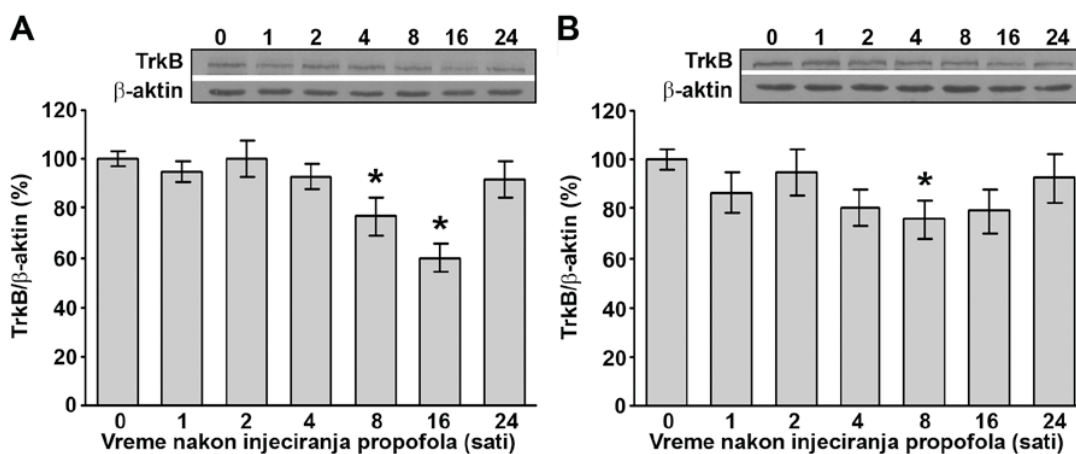 A
0 1 2 4 8 16 24
TrkB
β-aktin
120
100
80
60
40
20
0
TrkB/β-aktin (%)
* *
0 1 2 4 8 16 24
Vreme nakon injeciranja propofola (sati)
B
0 1 2 4 8 16 24
TrkB
β-aktin
120
100
80
60
40
20
0
TrkB/β-aktin (%)
*
0 1 2 4 8 16 24
Vreme nakon injeciranja propofola (sati)